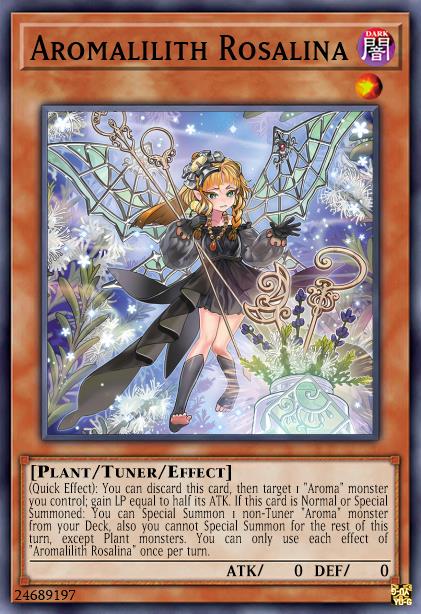 AROMALILITH ROSALINA
DARK
闇
[PLANT/TUNER/EFFECT]
(Quick Effect): You can discard this card, then target 1 "Aroma" monster
you control; gain LP equal to half its ATK. If this card is Normal or Special
Summoned: You can Special Summon 1 non-Tuner "Aroma" monster
from your Deck, also you cannot Special Summon for the rest of this
turn, except Plant monsters. You can only use each effect of
"Aromalilith Rosalina" once per turn.
ATK/ 0 DEF/ 0
24689197